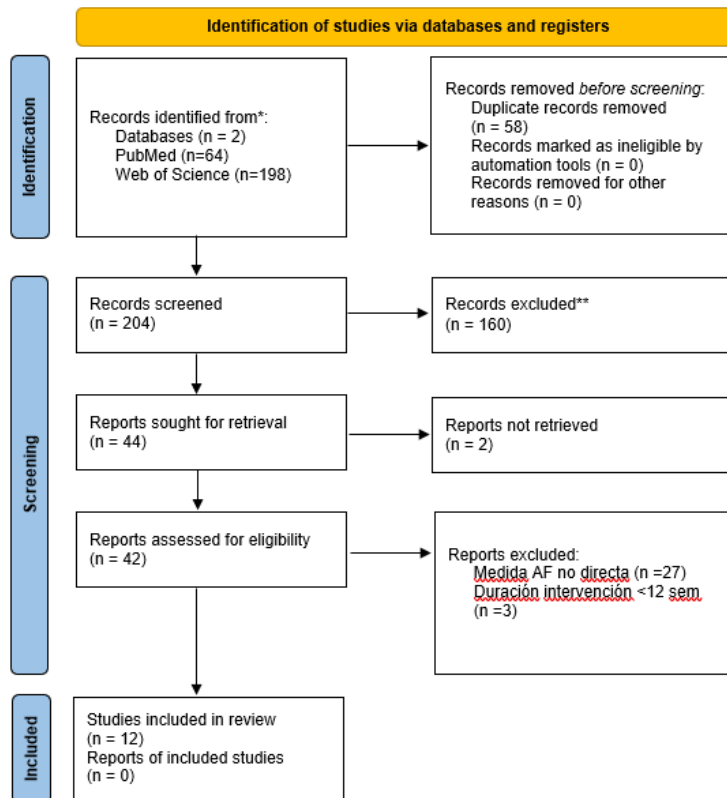 Identification of studies via databases and registers
Identification
Records identified from*:
Databases (n = 2)
PubMed (n=64)
Web of Science (n=198)
Records removed before screening:
Duplicate records removed
(n = 58)
Records marked as ineligible by
automation tools (n = 0)
Records removed for other
reasons (n = 0)
Screening
Records screened
(n = 204)
Records excluded**
(n = 160)
Reports sought for retrieval
(n = 44)
Reports not retrieved
(n = 2)
Reports assessed for eligibility
(n = 42)
Reports excluded:
Medida AF no directa (n =27)
Duración intervención <12 sem
(n =3)
Included
Studies included in review
(n = 12)
Reports of included studies
(n = 0)